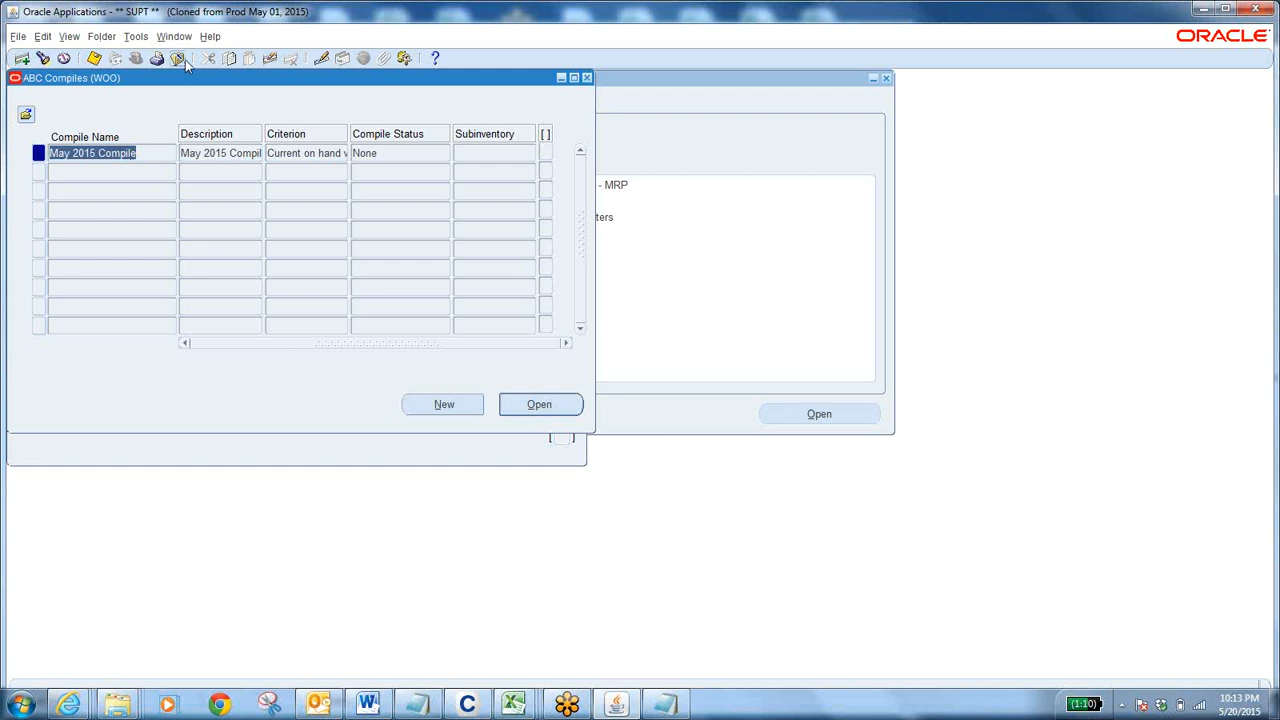 Oracle Applications - ** SUPT ** (Cloned from Prod May 01, 2015)
File Edit View Folder Tools Window Help
ORACLE
ABC Compiles (WOO)
Compile Name Description Criterion Compile Status Subinventory [ ]
May 2015 Compile May 2015 Compil Current on hand v None
- MRP
ters
New Open
Open
[ ]
(1:10)
10:13 PM
5/20/2015